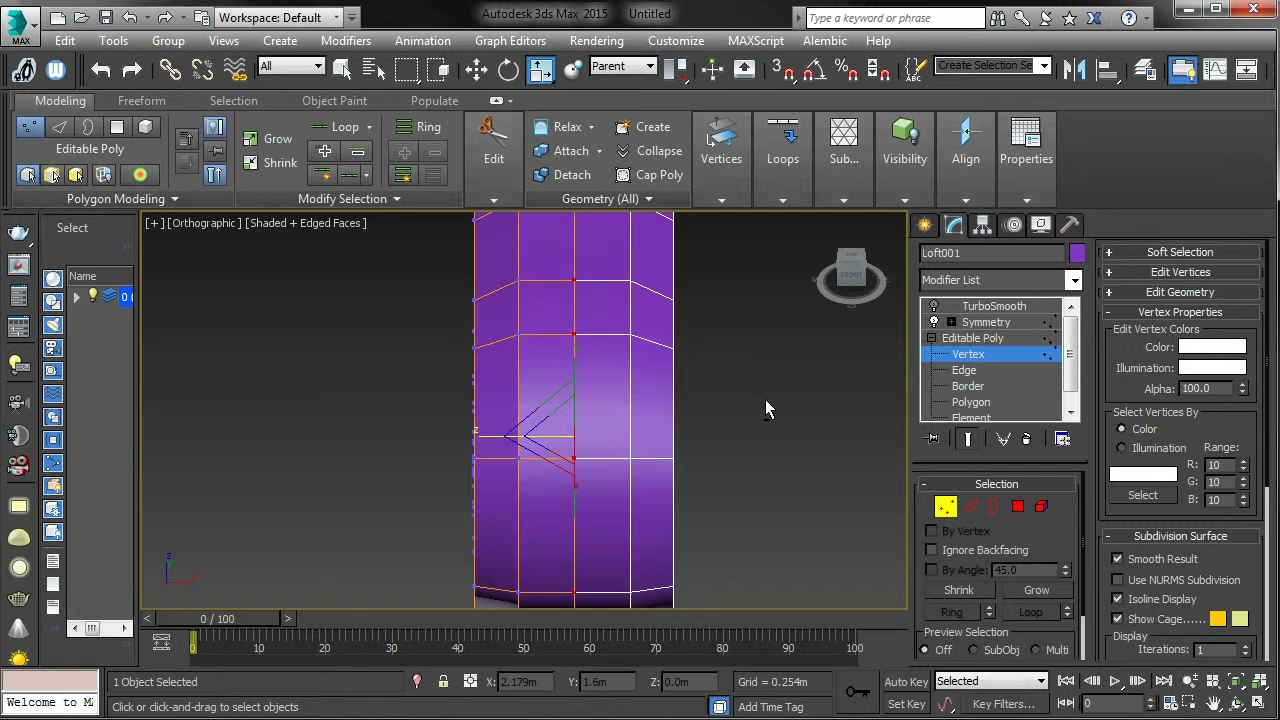 Workspace: Default
Autodesk 3ds Max 2015 Untitled
Type a keyword or phrase
MAX
Edit Tools Group Views Create Modifiers Animation Graph Editors Rendering Customize MAXScript Alembic Help
All
Parent
3
ABC
Create Selection Se
Modeling Freeform Selection Object Paint Populate
Loop
Ring
Relax
Create
Editable Poly
Grow
Attach
Collapse
Edit
Vertices
Loops
Sub...
Visibility
Align
Properties
Shrink
Detach
Cap Poly
Polygon Modeling
Modify Selection
Geometry (All)
[+] [Orthographic] [Shaded + Edged Faces]
Select
Name
0 (
TOP
FRONT
z
x
z
Loft001
Modifier List
TurboSmooth
Symmetry
Editable Poly
Vertex
Edge
Border
Polygon
Element
Selection
By Vertex
Ignore Backfacing
By Angle: 45.0
Shrink Grow
Ring Loop
Preview Selection
Off SubObj Multi
Soft Selection
Edit Vertices
Edit Geometry
Vertex Properties
Edit Vertex Colors
Color:
Illumination:
Alpha: 100.0
Select Vertices By
Color
Illumination Range:
R: 10
G: 10
Select
B: 10
Subdivision Surface
Smooth Result
Use NURMS Subdivision
Isoline Display
Show Cage......
Display
Iterations: 1
0 / 100
0 10 20 30 40 50 60 70 80 90 100
1 Object Selected
X: 2.179m Y: 1.6m Z: 0.0m Grid = 0.254m
Auto Key Selected
Welcome to M
Click or click-and-drag to select objects
Add Time Tag
Set Key Key Filters...
0